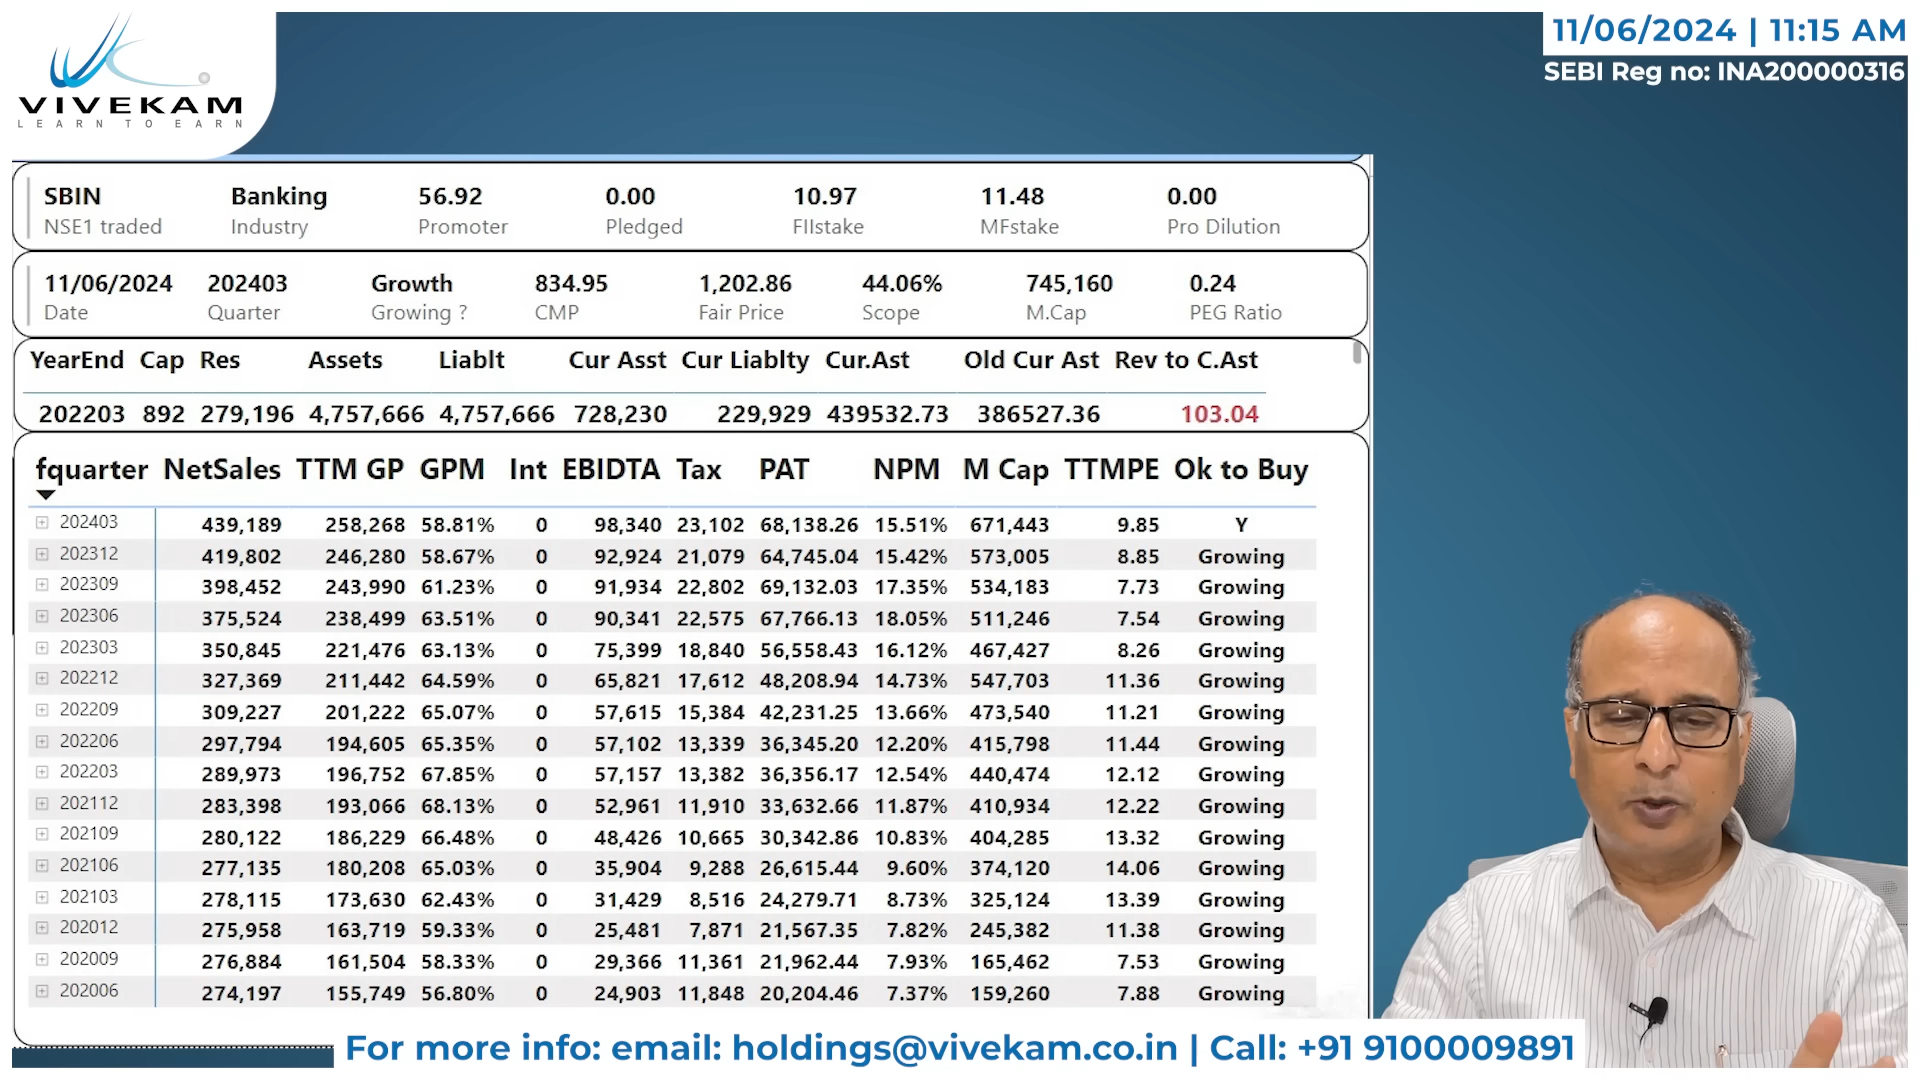 VIVEKAM
LEARN TO EARN
11/06/2024 | 11:15 AM
SEBI Reg no: INA200000316
SBIN Banking 56.92 0.00 10.97 11.48 0.00
NSE1 traded Industry Promoter Pledged FIIstake MFstake Pro Dilution
11/06/2024 202403 Growth 834.95 1,202.86 44.06% 745,160 0.24
Date Quarter Growing ? CMP Fair Price Scope M.Cap PEG Ratio
YearEnd Cap Res Assets Liablt Cur Asst Cur Liablty Cur.Ast Old Cur Ast Rev to C.Ast
202203 892 279,196 4,757,666 4,757,666 728,230 229,929 439532.73 386527.36 103.04
fquarter NetSales TTM GP GPM Int EBIDTA Tax PAT NPM M Cap TTMPE Ok to Buy
202403 439,189 258,268 58.81% 0 98,340 23,102 68,138.26 15.51% 671,443 9.85 Y
202312 419,802 246,280 58.67% 0 92,924 21,079 64,745.04 15.42% 573,005 8.85 Growing
202309 398,452 243,990 61.23% 0 91,934 22,802 69,132.03 17.35% 534,183 7.73 Growing
202306 375,524 238,499 63.51% 0 90,341 22,575 67,766.13 18.05% 511,246 7.54 Growing
202303 350,845 221,476 63.13% 0 75,399 18,840 56,558.43 16.12% 467,427 8.26 Growing
202212 327,369 211,442 64.59% 0 65,821 17,612 48,208.94 14.73% 547,703 11.36 Growing
202209 309,227 201,222 65.07% 0 57,615 15,384 42,231.25 13.66% 473,540 11.21 Growing
202206 297,794 194,605 65.35% 0 57,102 13,339 36,345.20 12.20% 415,798 11.44 Growing
202203 289,973 196,752 67.85% 0 57,157 13,382 36,356.17 12.54% 440,474 12.12 Growing
202112 283,398 193,066 68.13% 0 52,961 11,910 33,632.66 11.87% 410,934 12.22 Growing
202109 280,122 186,229 66.48% 0 48,426 10,665 30,342.86 10.83% 404,285 13.32 Growing
202106 277,135 180,208 65.03% 0 35,904 9,288 26,615.44 9.60% 374,120 14.06 Growing
202103 278,115 173,630 62.43% 0 31,429 8,516 24,279.71 8.73% 325,124 13.39 Growing
202012 275,958 163,719 59.33% 0 25,481 7,871 21,567.35 7.82% 245,382 11.38 Growing
202009 276,884 161,504 58.33% 0 29,366 11,361 21,962.44 7.93% 165,462 7.53 Growing
202006 274,197 155,749 56.80% 0 24,903 11,848 20,204.46 7.37% 159,260 7.88 Growing
For more info: email: holdings@vivekam.co.in | Call: +91 9100009891